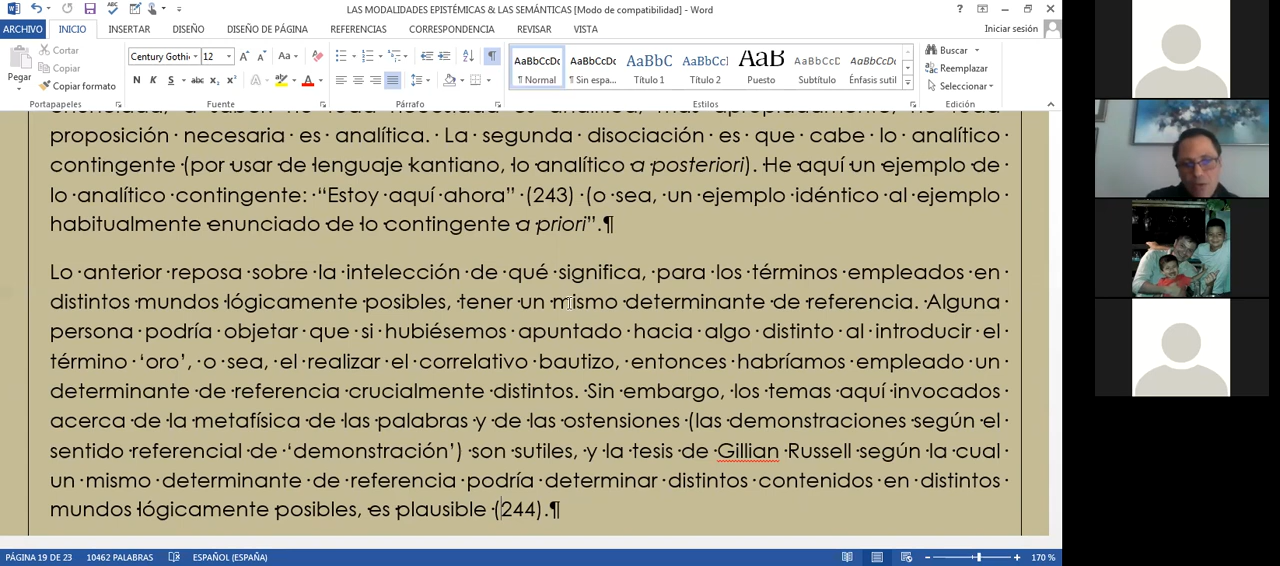 LAS MODALIDADES EPISTÉMICAS & LAS SEMÁNTICAS [Modo de compatibilidad] - Word
ARCHIVO INICIO INSERTAR DISEÑO DISEÑO DE PÁGINA REFERENCIAS CORRESPONDENCIA REVISAR VISTA Iniciar sesión
Pegar
Cortar
Copiar
Copiar formato
Portapapeles
Century Gothi 12
N K S abc x₂ x²
Fuente
Párrafo
AaBbCcDc AaBbCcDc AaBbC AaBbCcl AaB AaBbCcD AaBbCcDc
¶ Normal ¶ Sin espa... Título 1 Título 2 Puesto Subtítulo Énfasis sutil
Estilos
Buscar
Reemplazar
Seleccionar
Edición
proposición necesaria es analítica. La segunda disociación es que cabe lo analítico
contingente (por usar de lenguaje kantiano, lo analítico a posteriori). He aquí un ejemplo de
lo analítico contingente: “Estoy aquí ahora” (243) (o sea, un ejemplo idéntico al ejemplo
habitualmente enunciado de lo contingente a priori”.¶
Lo anterior reposa sobre la intelección de qué significa, para los términos empleados en
distintos mundos lógicamente posibles, tener un mismo determinante de referencia. Alguna
persona podría objetar que si hubiésemos apuntado hacia algo distinto al introducir el
término ‘oro’, o sea, el realizar el correlativo bautizo, entonces habríamos empleado un
determinante de referencia crucialmente distintos. Sin embargo, los temas aquí invocados
acerca de la metafísica de las palabras y de las ostensiones (las demostraciones según el
sentido referencial de ‘demostración’) son sutiles, y la tesis de Gillian Russell según la cual
un mismo determinante de referencia podría determinar distintos contenidos en distintos
mundos lógicamente posibles, es plausible (244).¶
PÁGINA 19 DE 23 10462 PALABRAS ESPAÑOL (ESPAÑA) 170 %